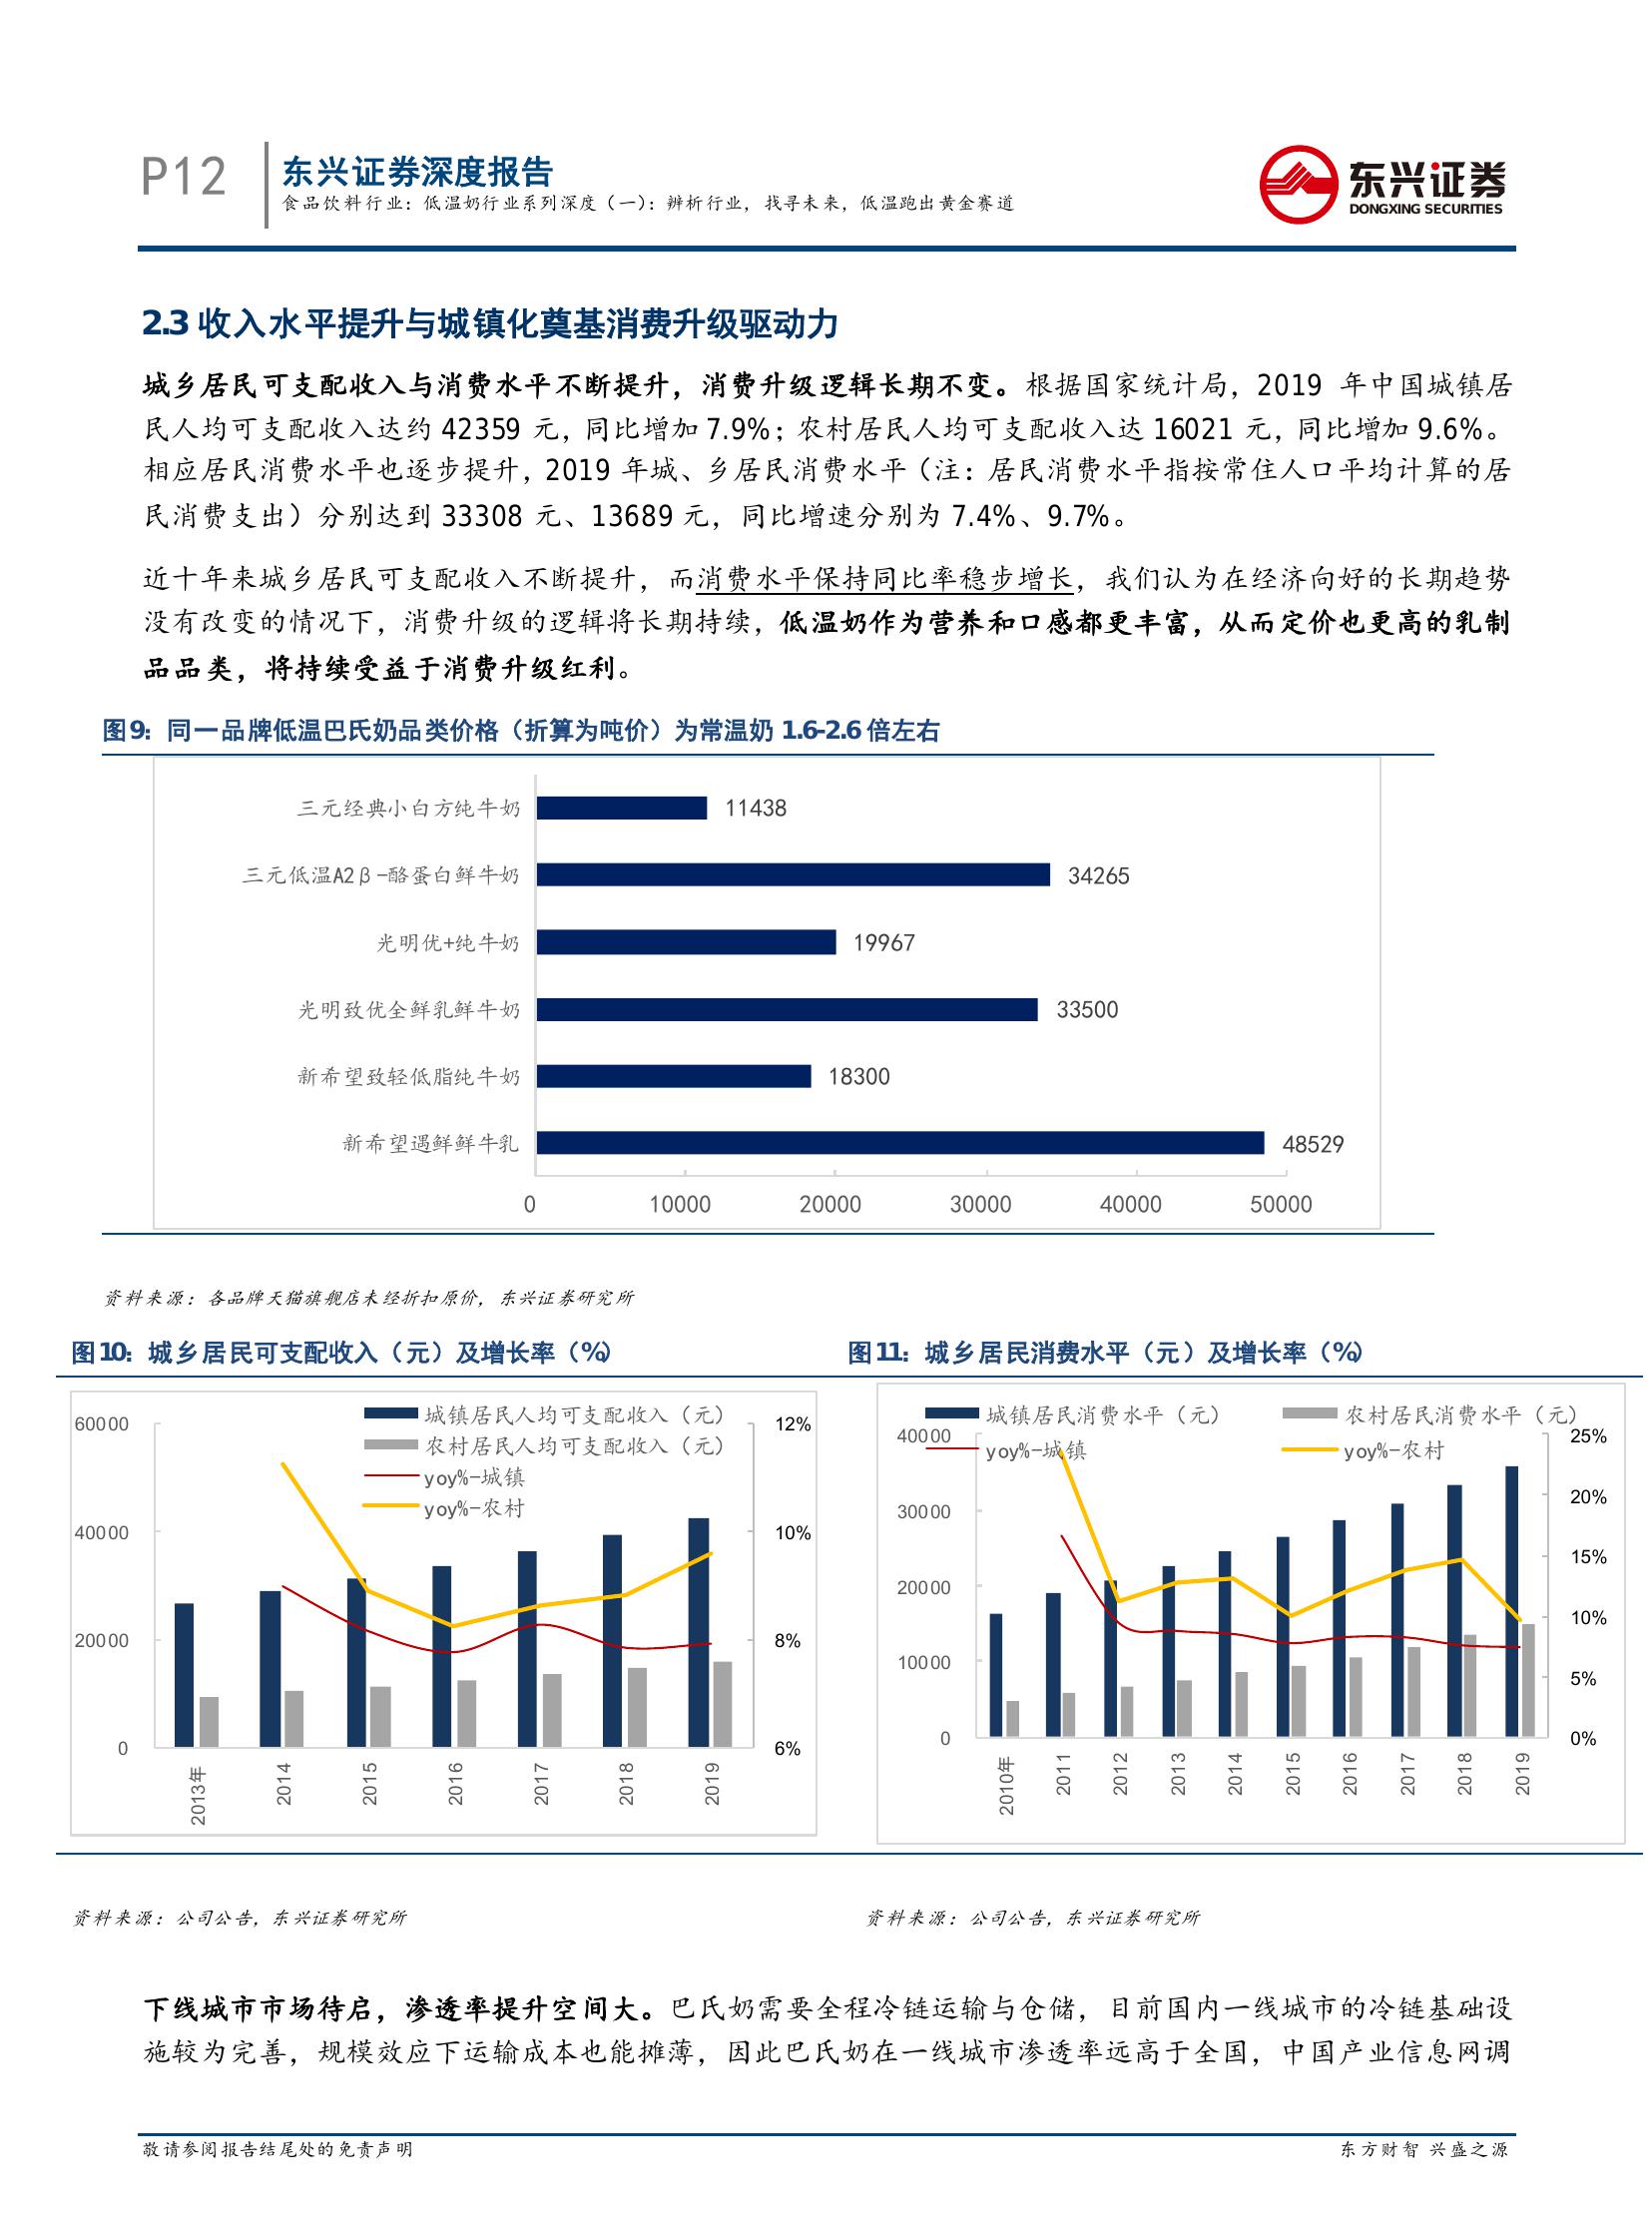 P12
东兴证券深度报告
食品饮料行业：低温奶行业系列深度（一）：辨析行业，找寻未来，低温跑出黄金赛道
东兴证券
DONGXING SECURITIES
2.3 收入水平提升与城镇化奠基消费升级驱动力
城乡居民可支配收入与消费水平不断提升，消费升级逻辑长期不变。根据国家统计局，2019 年中国城镇居
民人均可支配收入达约 42359 元，同比增加 7.9%；农村居民人均可支配收入达 16021 元，同比增加 9.6%。
相应居民消费水平也逐步提升，2019 年城、乡居民消费水平（注：居民消费水平指按常住人口平均计算的居
民消费支出）分别达到 33308 元、13689 元，同比增速分别为 7.4%、9.7%。
近十年来城乡居民可支配收入不断提升，而消费水平保持同比率稳步增长，我们认为在经济向好的长期趋势
没有改变的情况下，消费升级的逻辑将长期持续，低温奶作为营养和口感都更丰富，从而定价也更高的乳制
品品类，将持续受益于消费升级红利。
图9：同一品牌低温巴氏奶品类价格（折算为吨价）为常温奶 1.6-2.6 倍左右
三元经典小白方纯牛奶 11438
三元低温A2β-酪蛋白鲜牛奶 34265
光明优+纯牛奶 19967
光明致优全鲜乳鲜牛奶 33500
新希望致轻低脂纯牛奶 18300
新希望遇鲜鲜牛乳 48529
0 10000 20000 30000 40000 50000
资料来源：各品牌天猫旗舰店未经折扣原价，东兴证券研究所
图10：城乡居民可支配收入（元）及增长率（%）
城镇居民人均可支配收入（元）
农村居民人均可支配收入（元）
yoy%-城镇
yoy%-农村
60000
40000
20000
0
12%
10%
8%
6%
2013年 2014 2015 2016 2017 2018 2019
资料来源：公司公告，东兴证券研究所
图11：城乡居民消费水平（元）及增长率（%）
城镇居民消费水平（元） 农村居民消费水平（元）
yoy%-城镇 yoy%-农村
40000
30000
20000
10000
0
25%
20%
15%
10%
5%
0%
2010年 2011 2012 2013 2014 2015 2016 2017 2018 2019
资料来源：公司公告，东兴证券研究所
下线城市市场待启，渗透率提升空间大。巴氏奶需要全程冷链运输与仓储，目前国内一线城市的冷链基础设
施较为完善，规模效应下运输成本也能摊薄，因此巴氏奶在一线城市渗透率远高于全国，中国产业信息网调
敬请参阅报告结尾处的免责声明
东方财智 兴盛之源